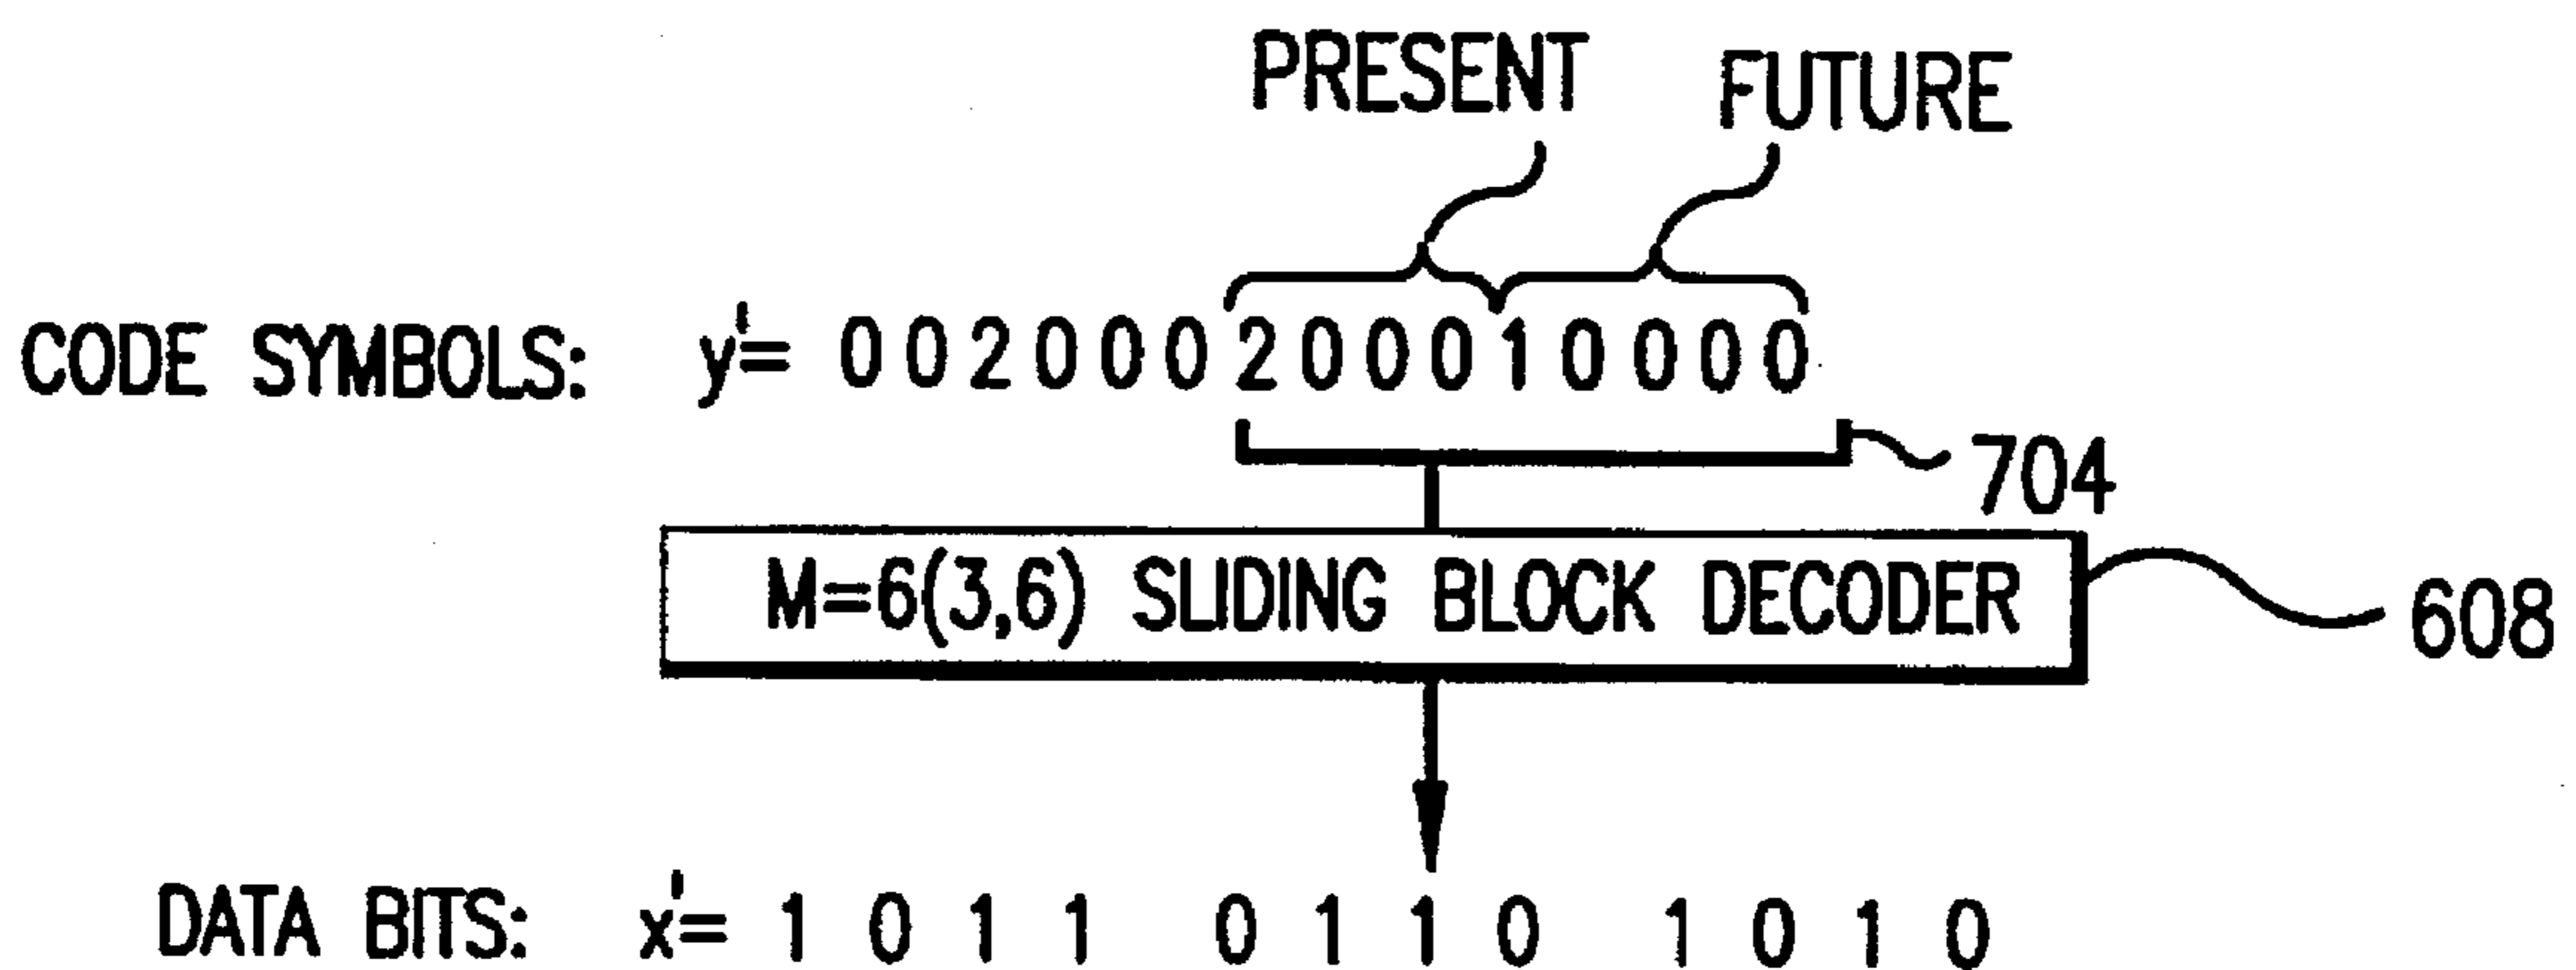 PRESENT FUTURE
CODE SYMBOLS: y'= 0 0 2 0 0 0 2 0 0 0 1 0 0 0 0
704
M=6(3,6) SLIDING BLOCK DECODER
608
DATA BITS: x'= 1 0 1 1 0 1 1 0 1 0 1 0